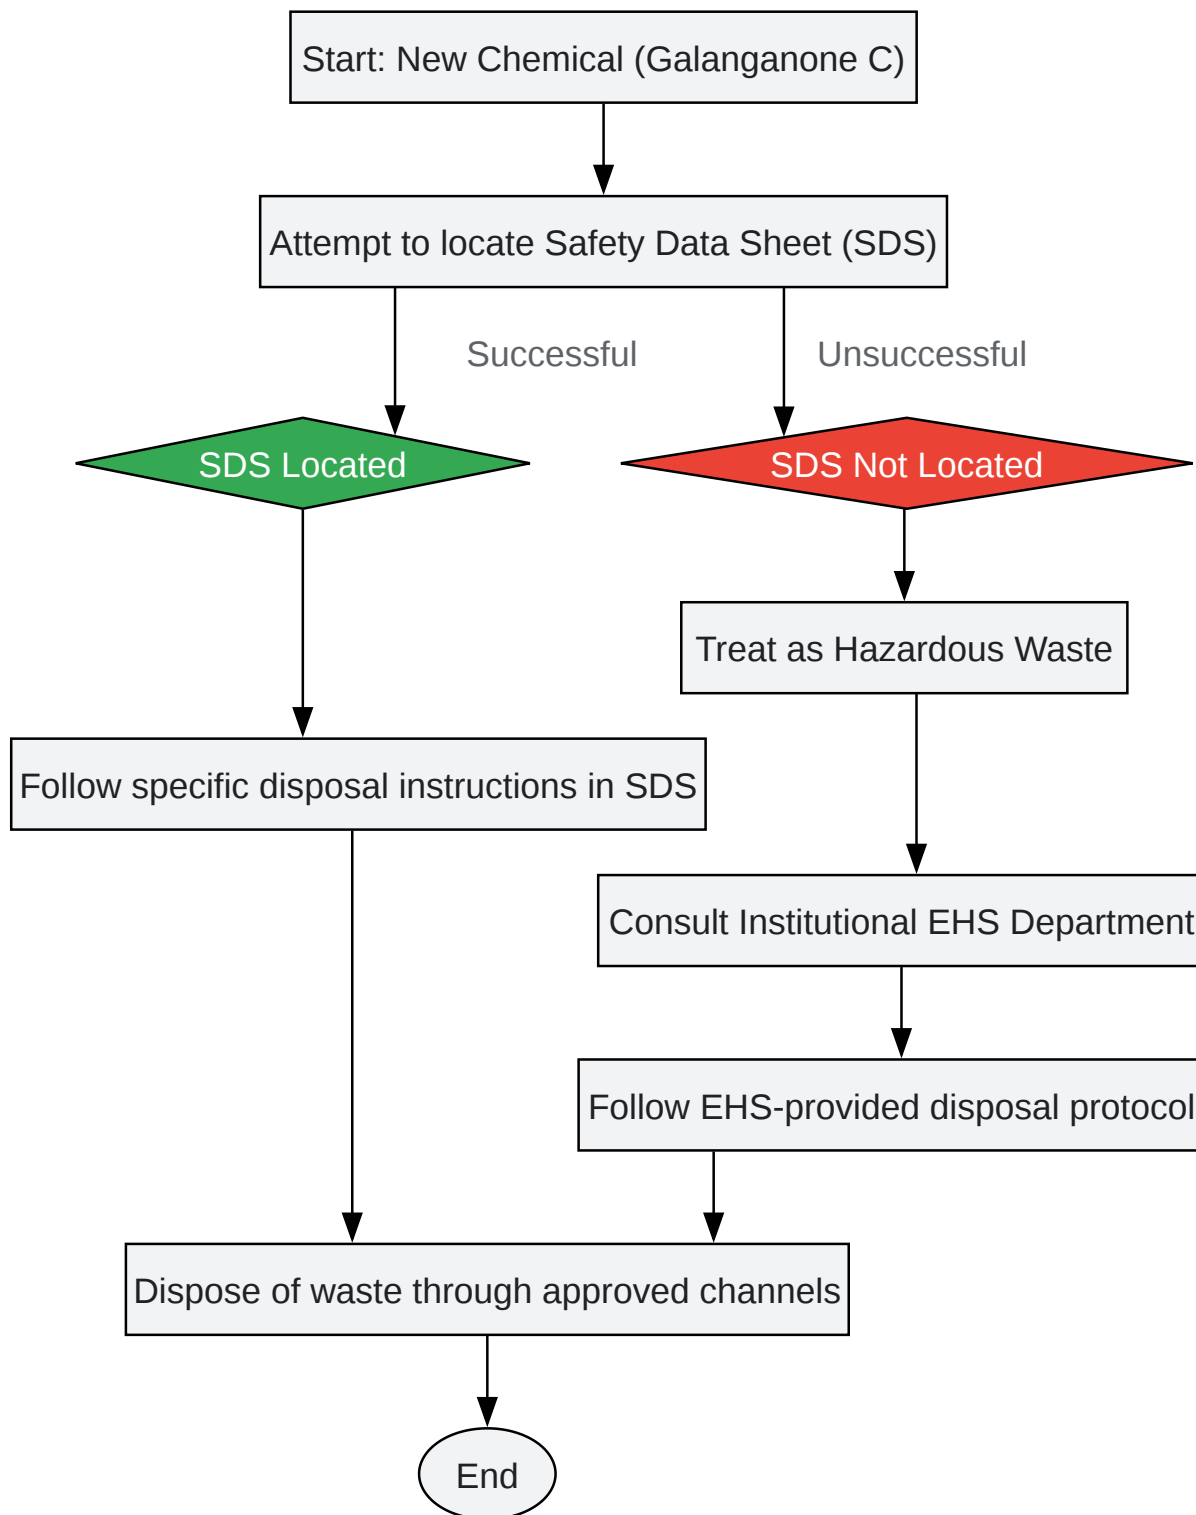 Start: New Chemical (Galanganone C)
Attempt to locate Safety Data Sheet (SDS)
Successful
Unsuccessful
SDS Located
SDS Not Located
Treat as Hazardous Waste
Follow specific disposal instructions in SDS
Consult Institutional EHS Department
Follow EHS-provided disposal protocol
Dispose of waste through approved channels
End